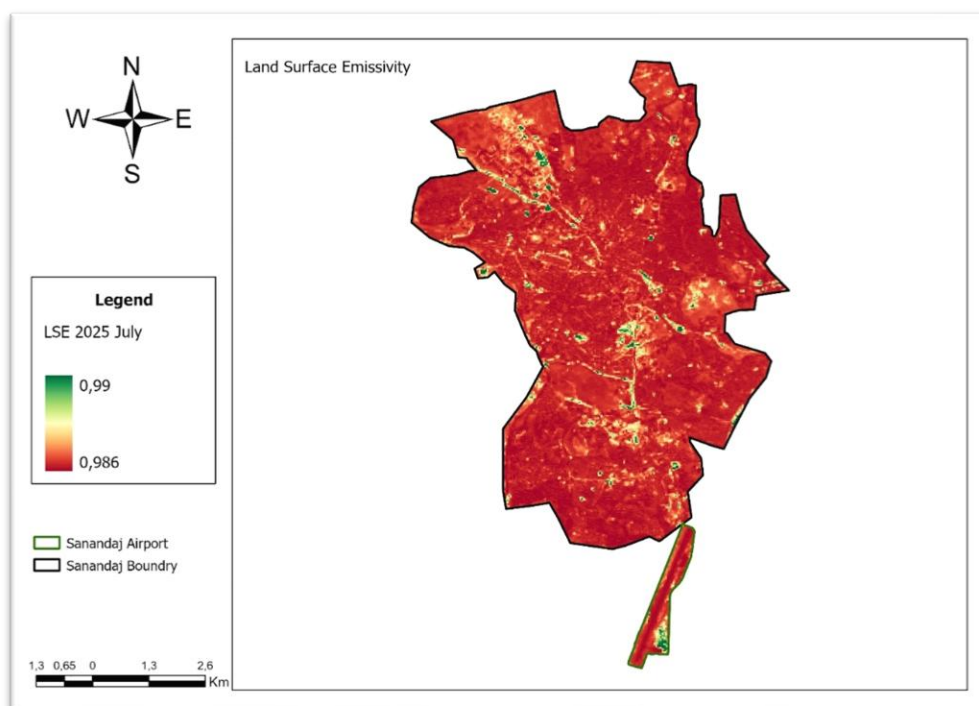 N
W E
S
Land Surface Emissivity
Legend
LSE 2025 July
0,99
0,986
Sanandaj Airport
Sanandaj Boundry
1,3 0,65 0 1,3 2,6
Km